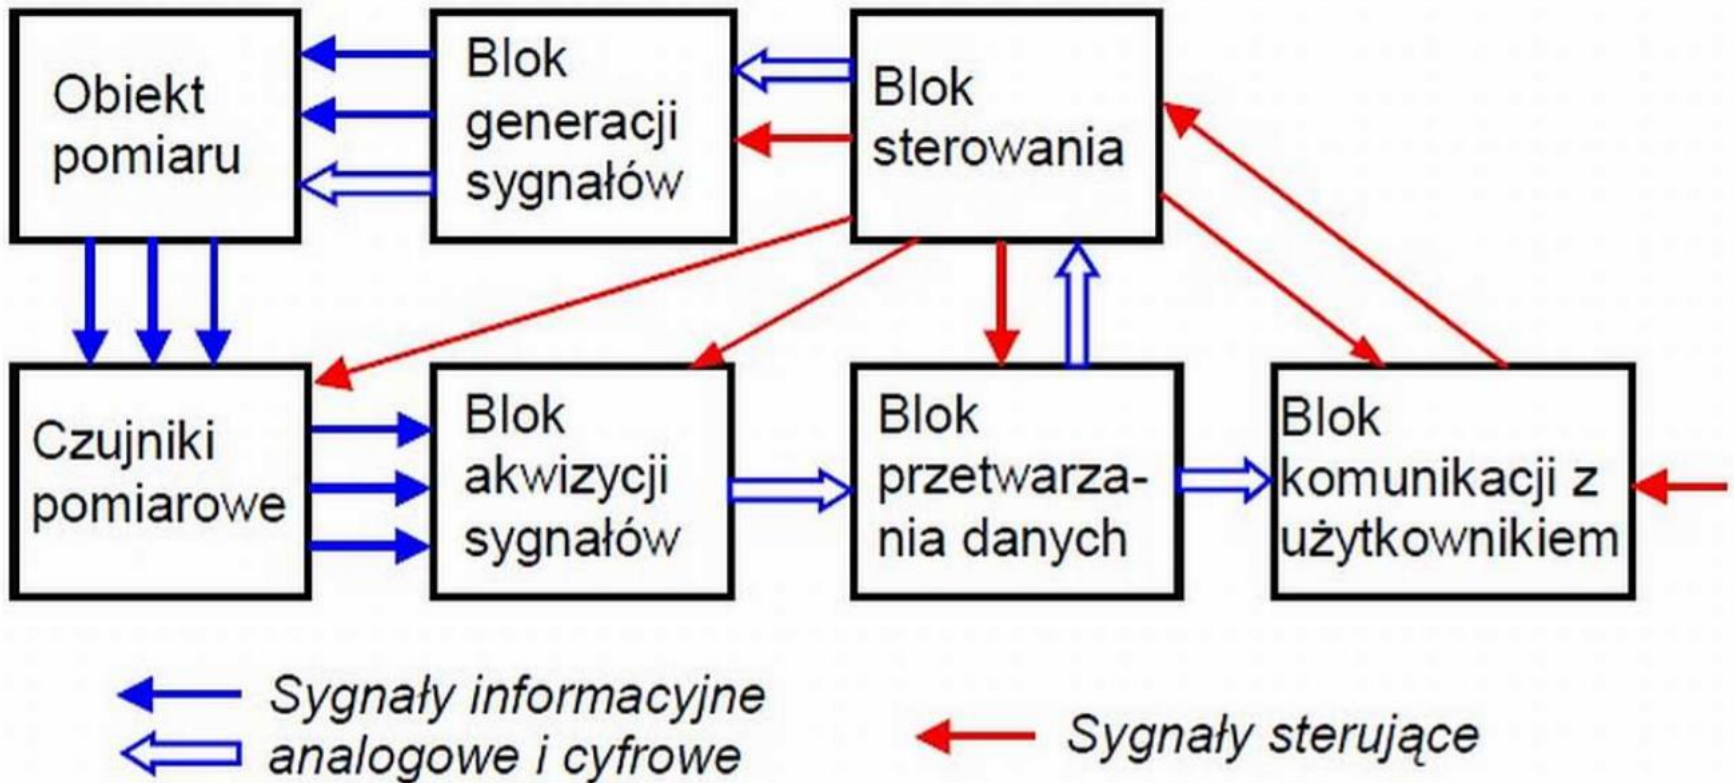 Obiekt
pomiaru
Blok
generacji
sygnałów
Blok
sterowania
Czujniki
pomiarowe
Blok
akwizycji
sygnałów
Blok
przetwarza-
nia danych
Blok
komunikacji z
użytkownikiem
Sygnały informacyjne
analogowe i cyfrowe
Sygnały sterujące